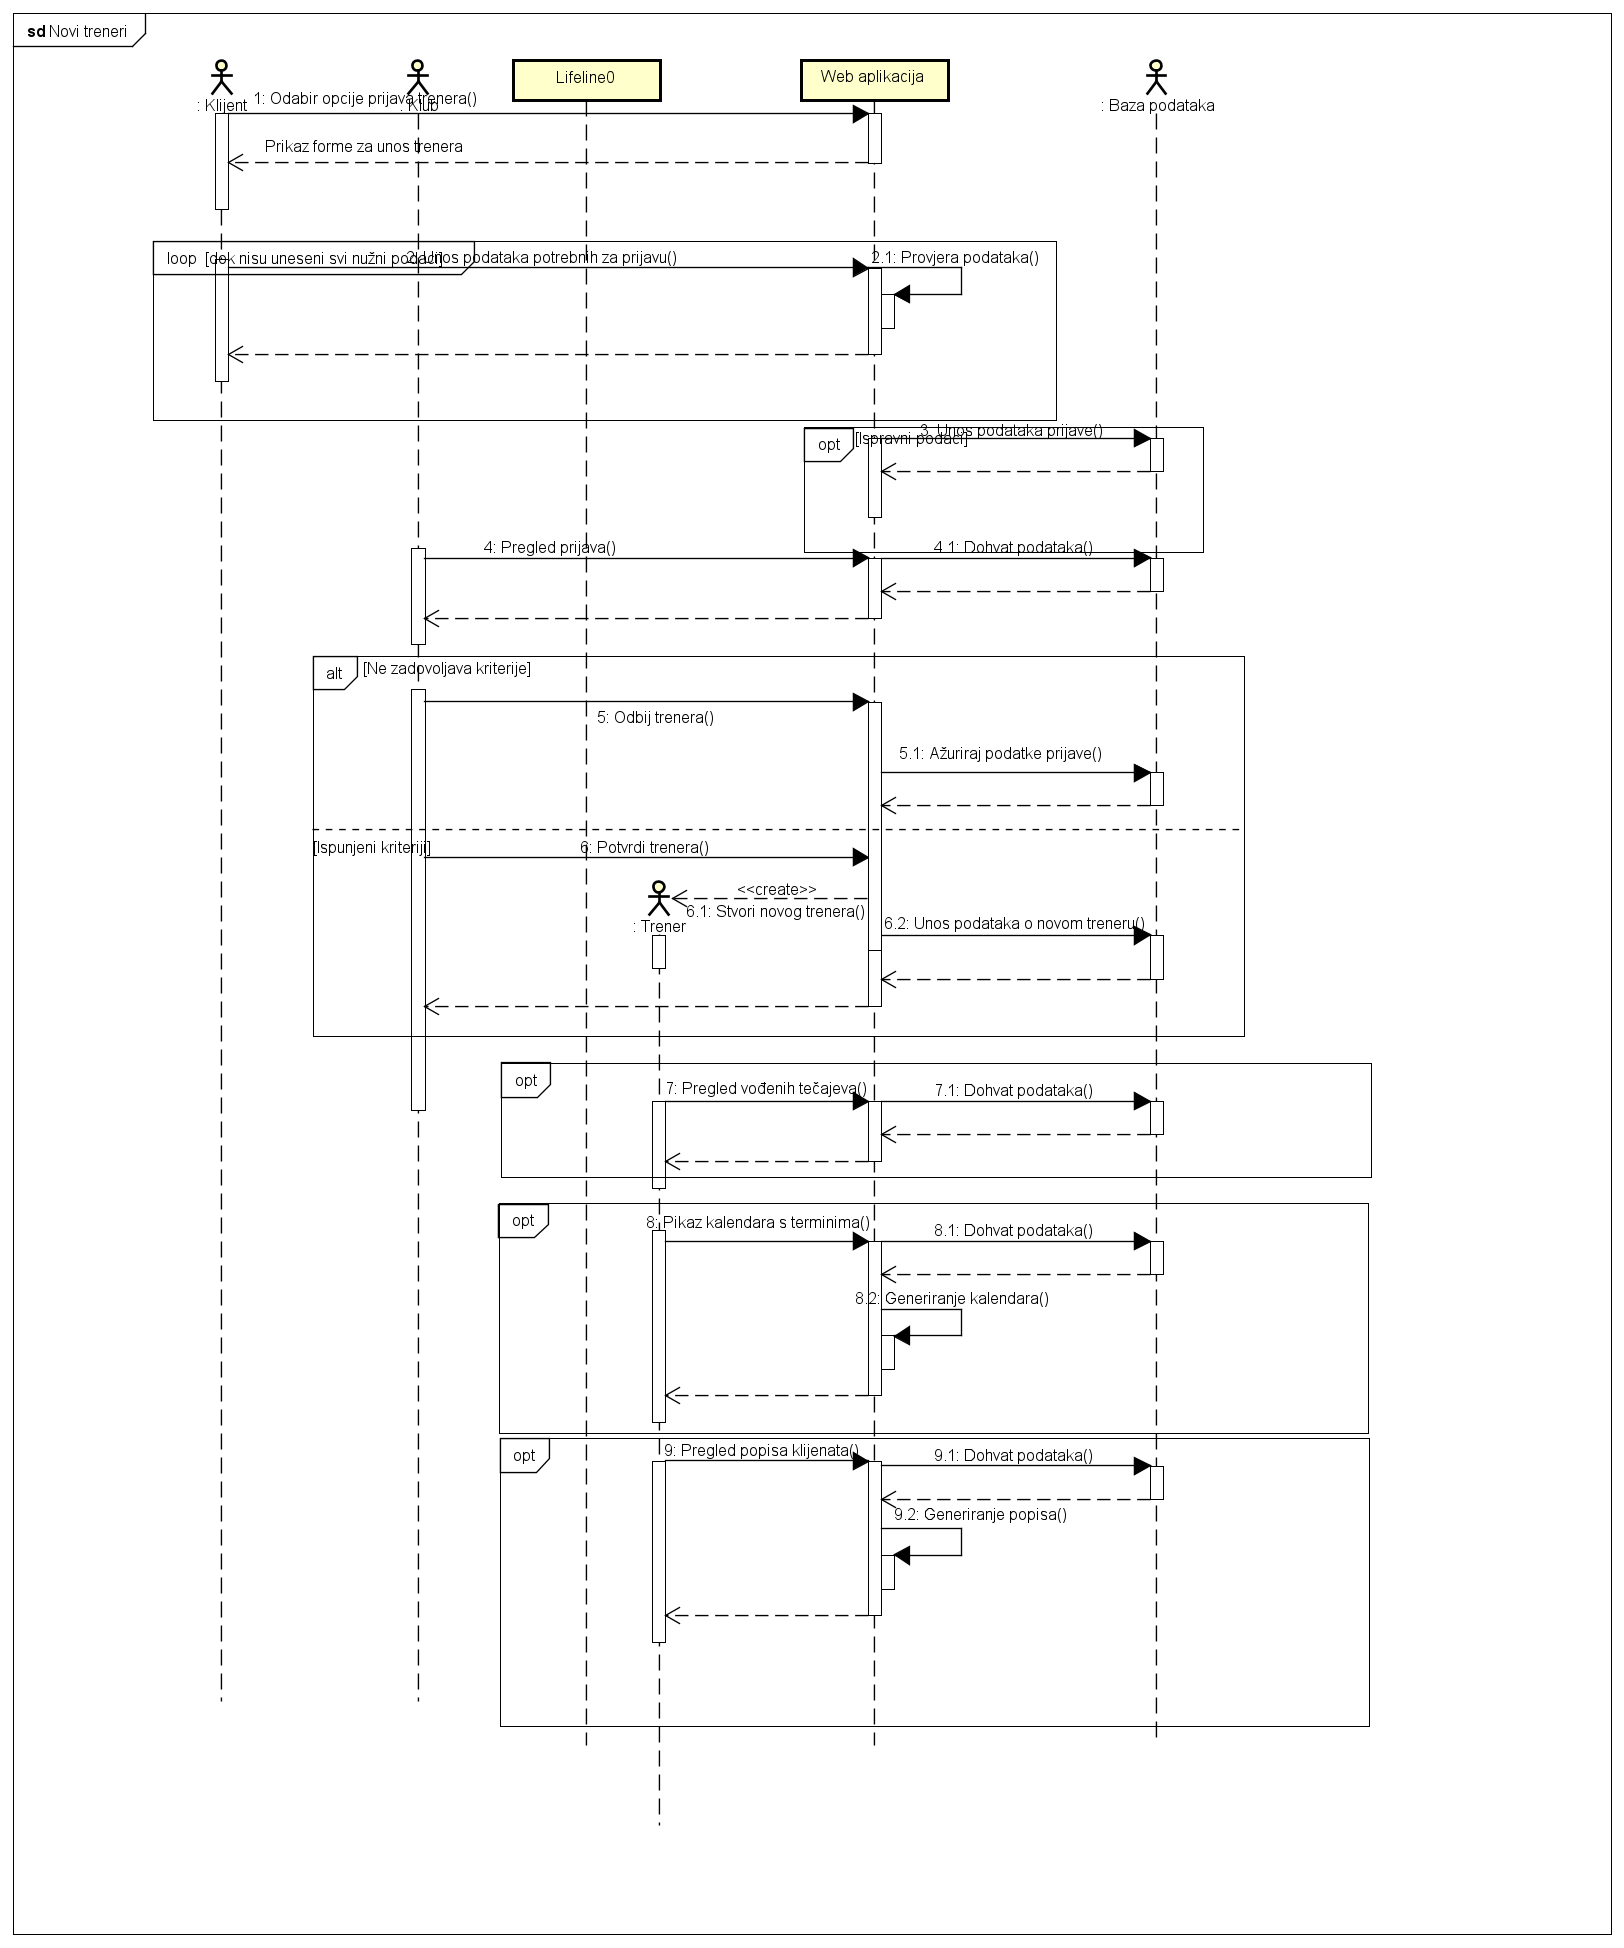 sd Novi treneri
: Klijent
: Klub
Lifeline0
Web aplikacija
: Baza podataka
1: Odabir opcije prijava trenera()
Prikaz forme za unos trenera
loop [dok nisu uneseni svi nužni podaci]
2: Unos podataka potrebnih za prijavu()
2.1: Provjera podataka()
opt
[Ispravni podaci]
3: Unos podataka prijave()
4: Pregled prijava()
4.1: Dohvat podataka()
alt
[Ne zadovoljava kriterije]
5: Odbij trenera()
5.1: Ažuriraj podatke prijave()
[Ispunjeni kriteriji]
6: Potvrdi trenera()
<<create>>
6.1: Stvori novog trenera()
: Trener
6.2: Unos podataka o novom treneru()
opt
7: Pregled vođenih tečajeva()
7.1: Dohvat podataka()
opt
8: Pikaz kalendara s terminima()
8.1: Dohvat podataka()
8.2: Generiranje kalendara()
opt
9: Pregled popisa klijenata()
9.1: Dohvat podataka()
9.2: Generiranje popisa()